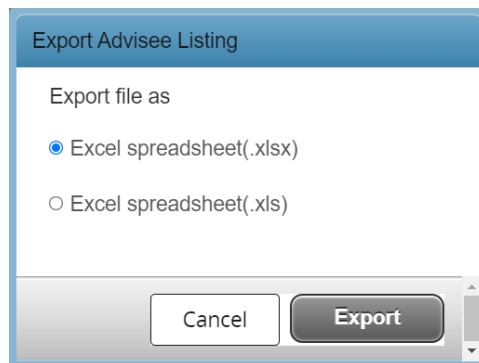 Export Advisee Listing
Export file as
Excel spreadsheet(.xlsx)
Excel spreadsheet(.xls)
Cancel Export